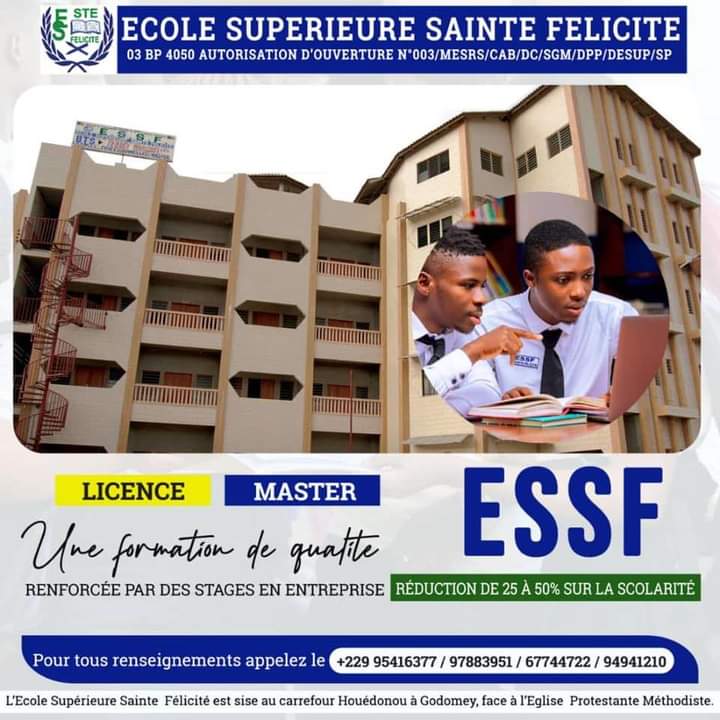 STE
FELICITE
ECOLE SUPERIEURE SAINTE FELICITE
03 BP 4050 AUTORISATION D'OUVERTURE N°003/MESRS/CAB/DC/SGM/DPP/DESUP/SP
E S S F
BTS
ESSF
LICENCE
MASTER
ESSF
Une formation de qualite
RENFORCÉE PAR DES STAGES EN ENTREPRISE
RÉDUCTION DE 25 À 50% SUR LA SCOLARITÉ
Pour tous renseignements appelez le +229 95416377 / 97883951 / 67744722 / 94941210
L'Ecole Supérieure Sainte Félicité est sise au carrefour Houédonou à Godomey, face à l'Eglise Protestante Méthodiste.